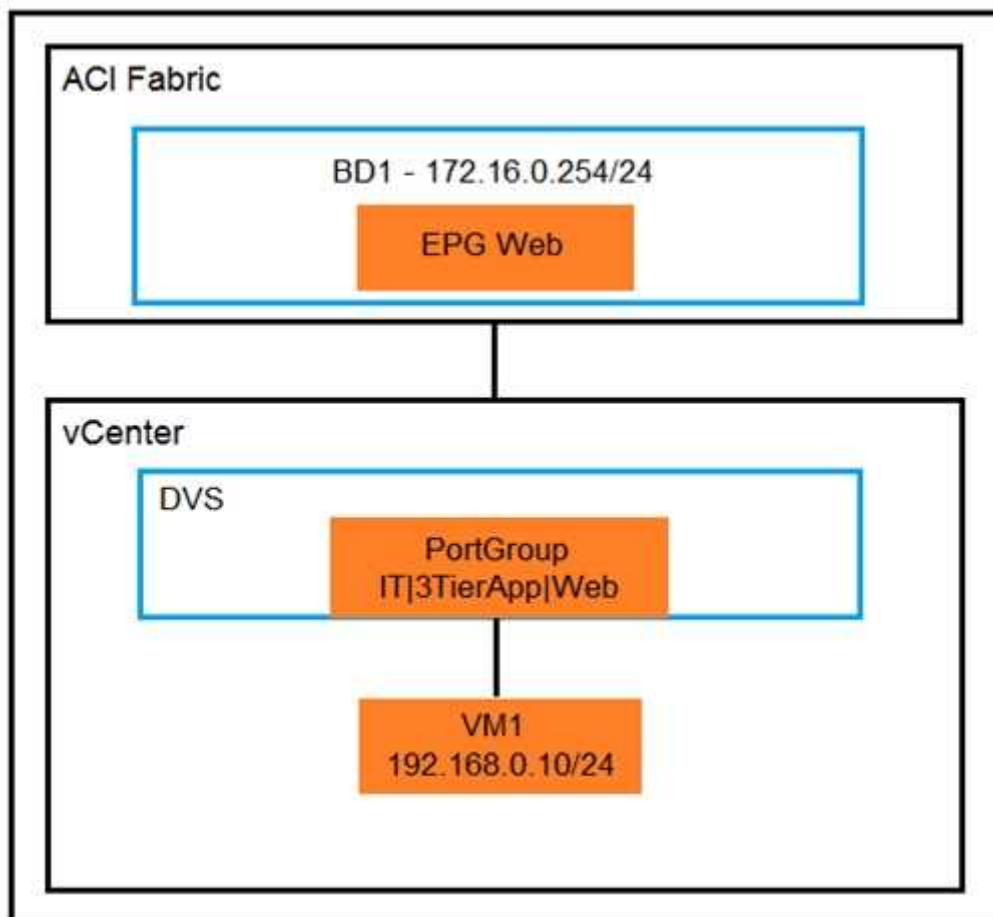 ACI Fabric
BD1 - 172.16.0.254/24
EPG Web
vCenter
DVS
PortGroup
IT|3TierApp|Web
VM1
192.168.0.10/24